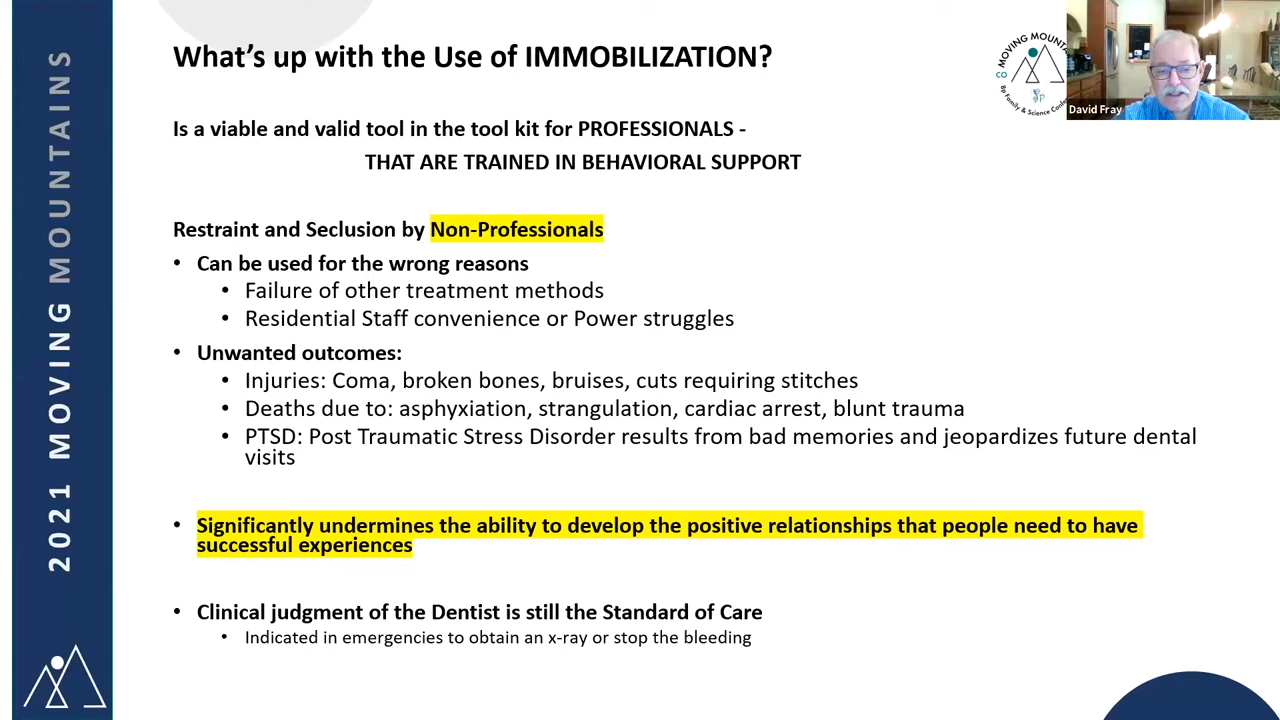 2021 MOVING MOUNTAINS
What's up with the Use of IMMOBILIZATION?
Is a viable and valid tool in the tool kit for PROFESSIONALS -
THAT ARE TRAINED IN BEHAVIORAL SUPPORT
Restraint and Seclusion by Non-Professionals
• Can be used for the wrong reasons
• Failure of other treatment methods
• Residential Staff convenience or Power struggles
• Unwanted outcomes:
• Injuries: Coma, broken bones, bruises, cuts requiring stitches
• Deaths due to: asphyxiation, strangulation, cardiac arrest, blunt trauma
• PTSD: Post Traumatic Stress Disorder results from bad memories and jeopardizes future dental
visits
• Significantly undermines the ability to develop the positive relationships that people need to have
successful experiences
• Clinical judgment of the Dentist is still the Standard of Care
• Indicated in emergencies to obtain an x-ray or stop the bleeding
CO MOVING
8p Family & Science
David Fray